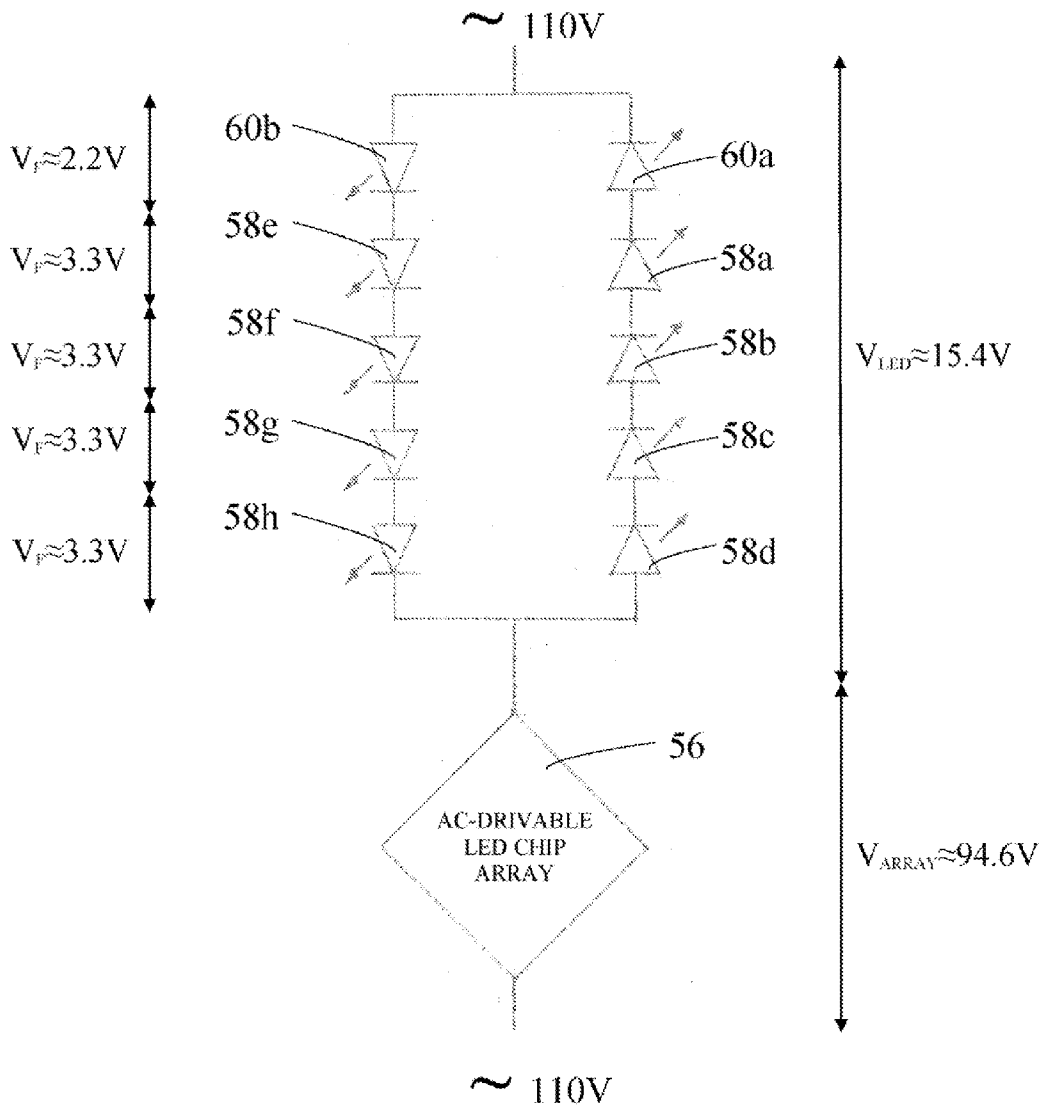 ~ 110V
60b
60a
V_F≈2.2V
58e
58a
V_F≈3.3V
58f
58b
V_F≈3.3V
V_LED≈15.4V
58g
58c
V_F≈3.3V
58h
58d
V_F≈3.3V
56
AC-DRIVABLE
LED CHIP
ARRAY
V_ARRAY≈94.6V
~ 110V